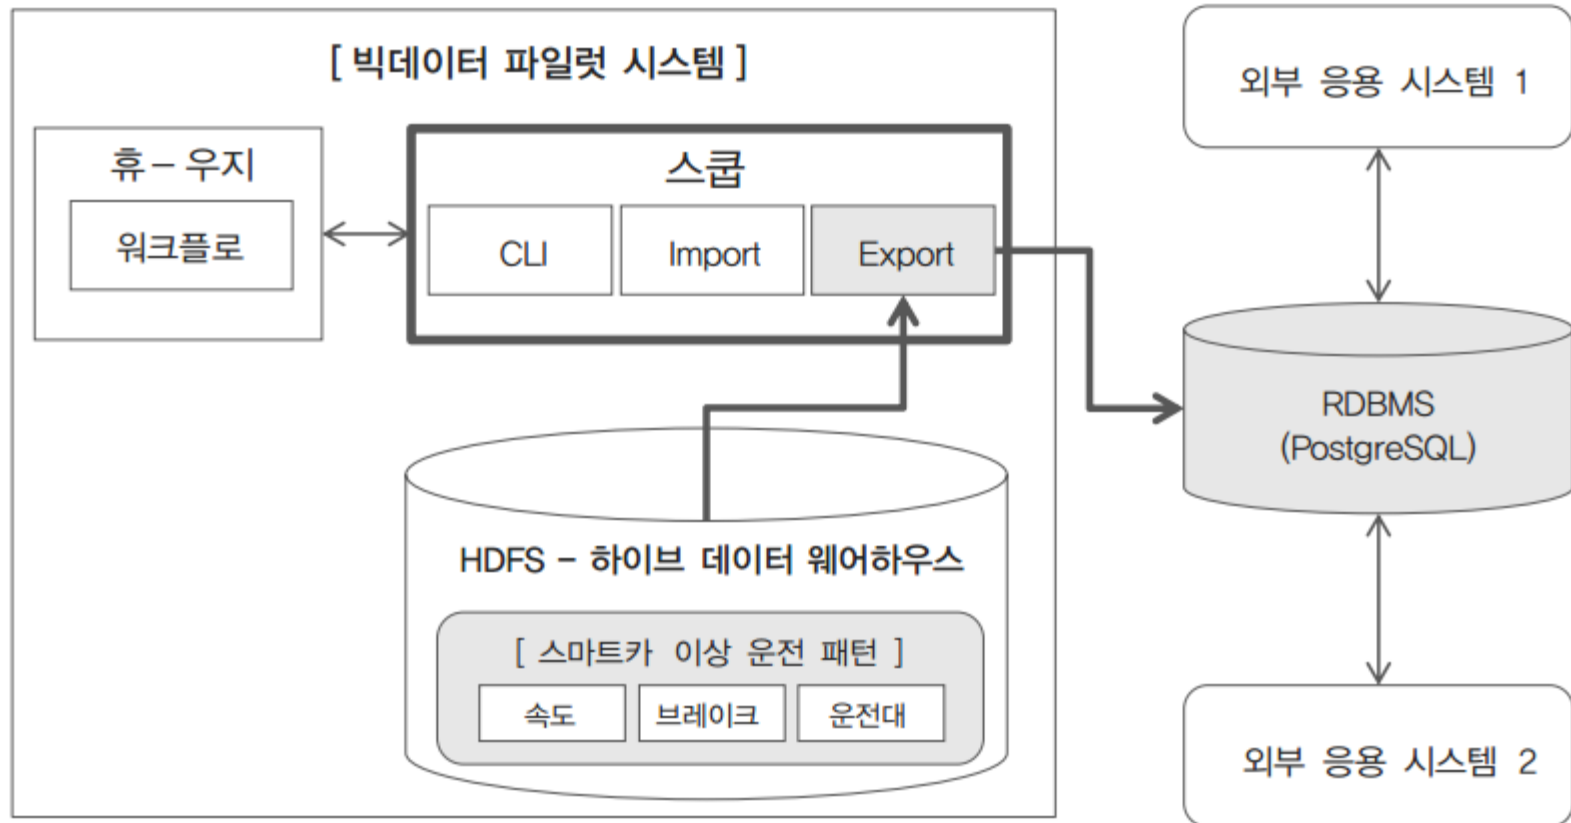 [ 빅데이터 파일럿 시스템 ]
휴 – 우지
워크플로
스쿱
CLI
Import
Export
HDFS – 하이브 데이터 웨어하우스
[ 스마트카 이상 운전 패턴 ]
속도
브레이크
운전대
외부 응용 시스템 1
RDBMS
(PostgreSQL)
외부 응용 시스템 2